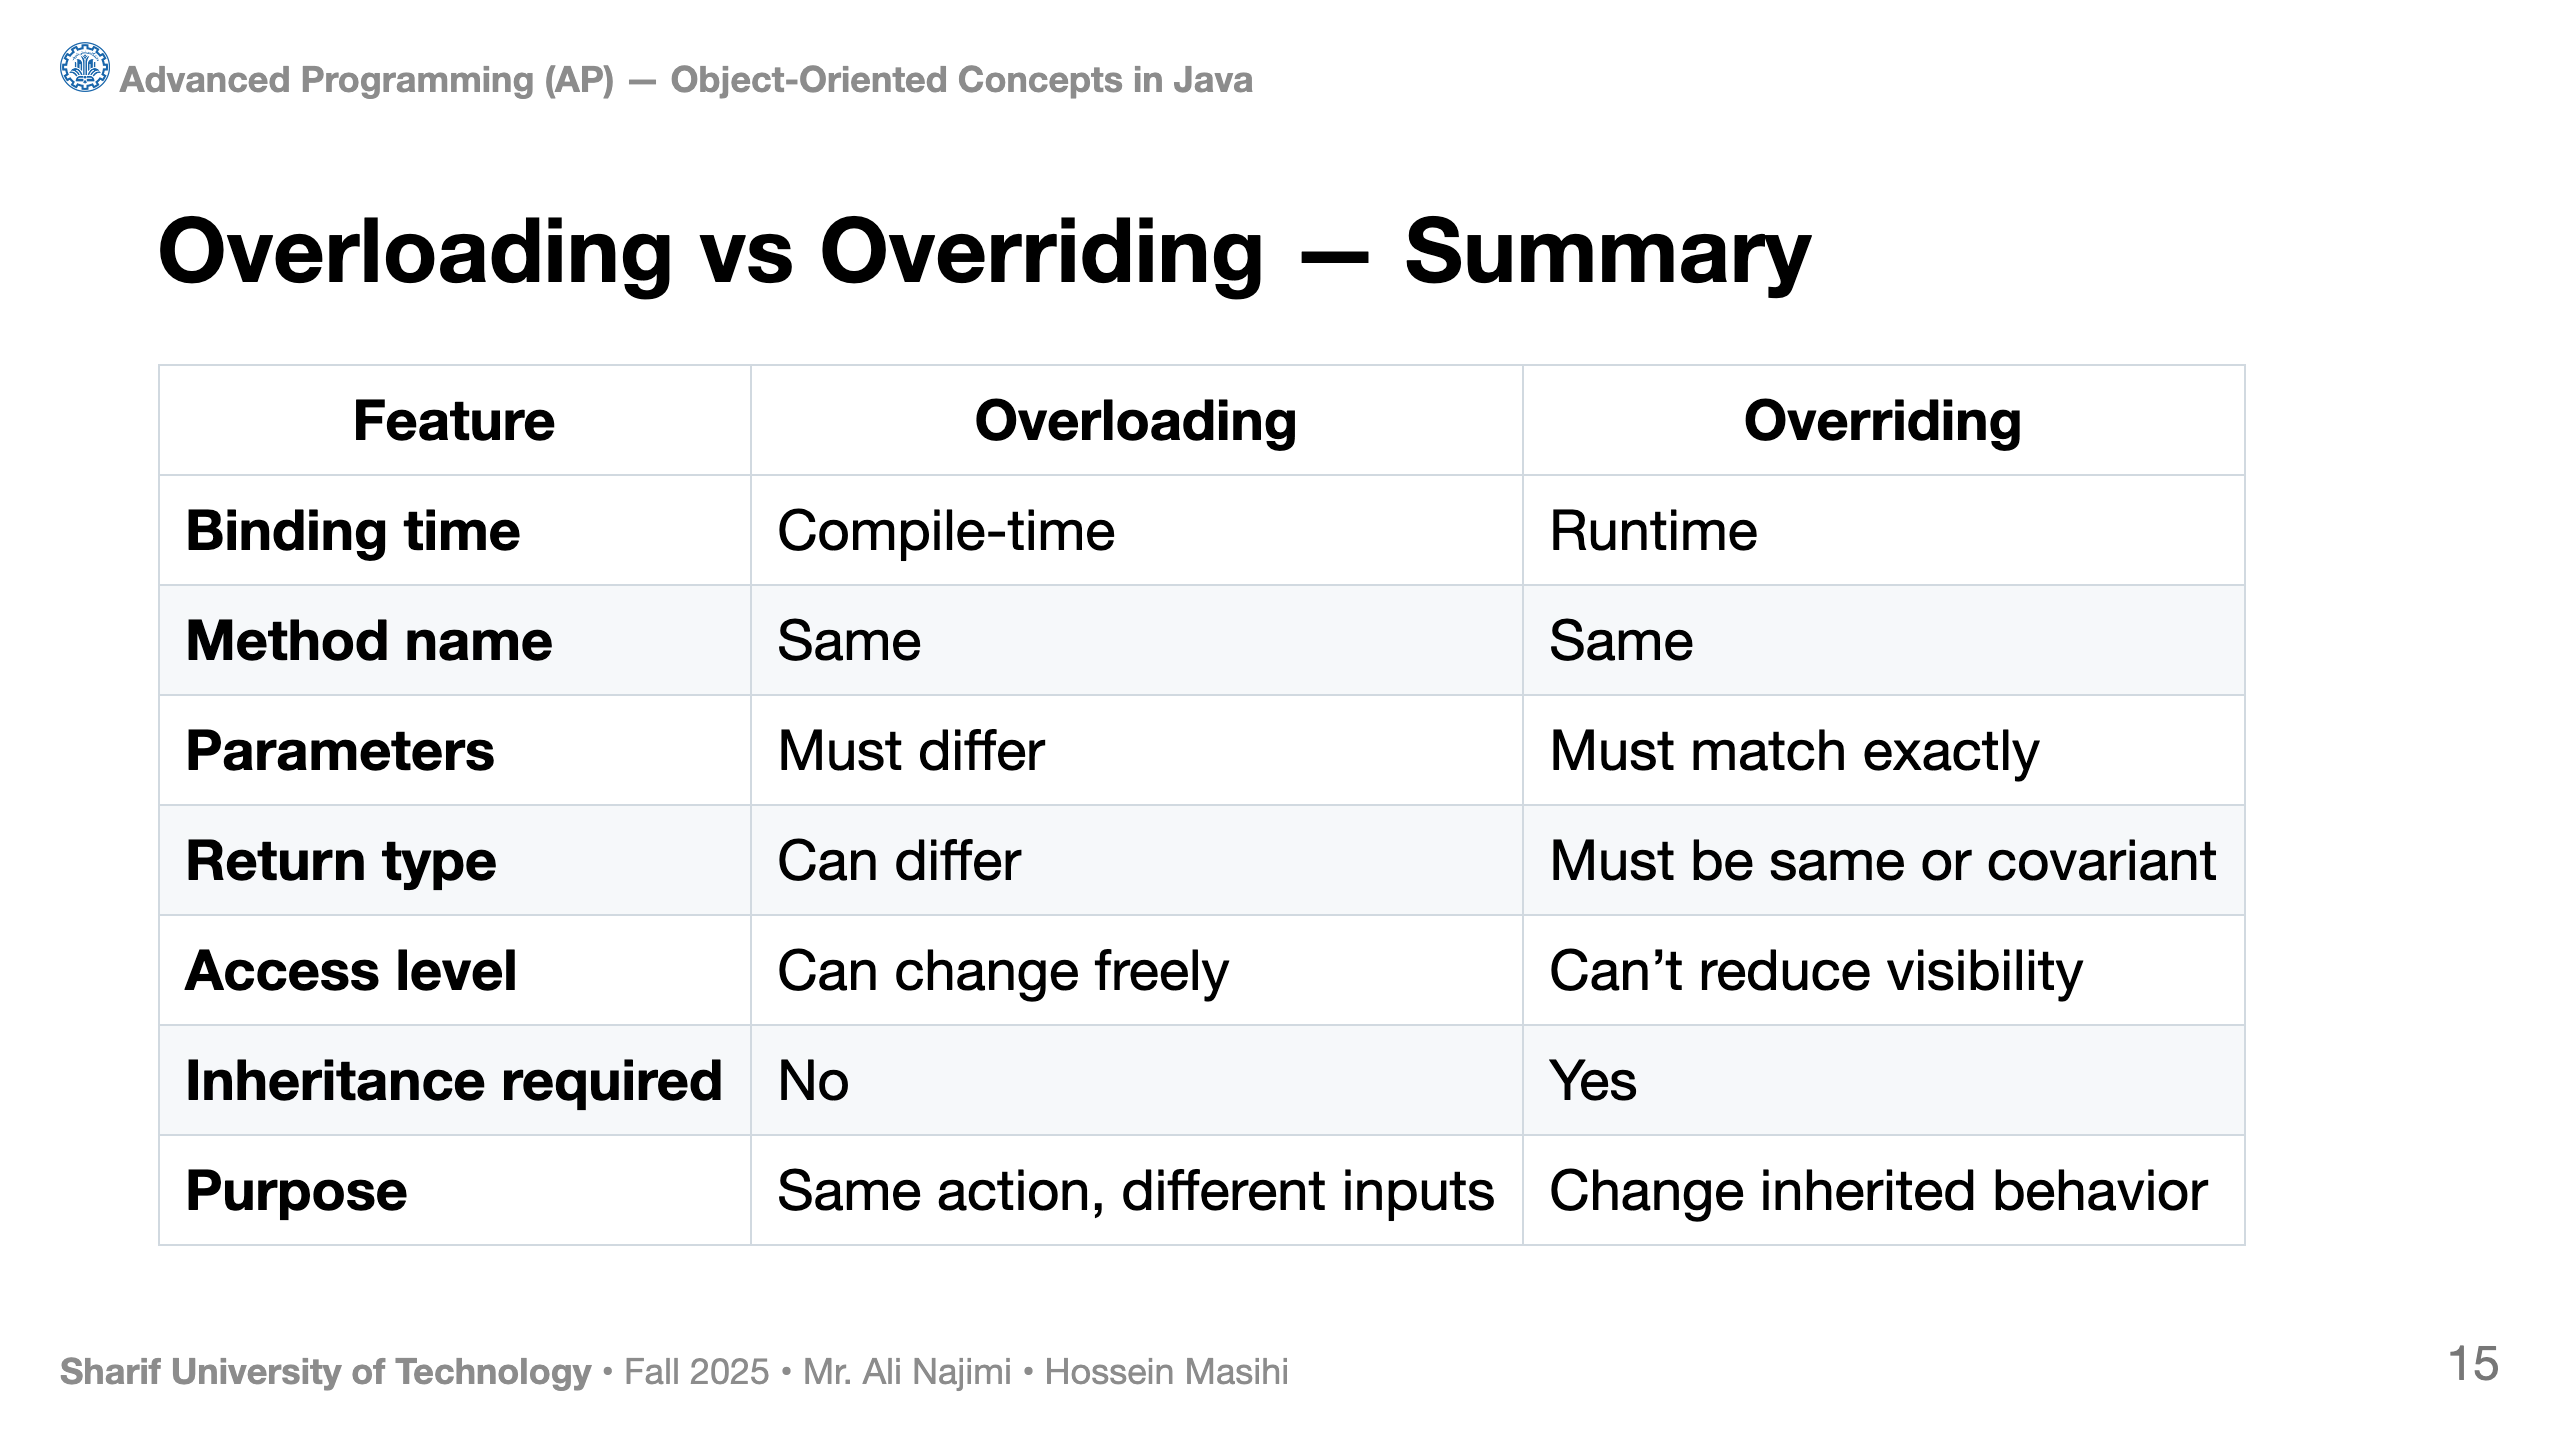 Advanced Programming (AP) — Object-Oriented Concepts in Java
Overloading vs Overriding — Summary
Feature Overloading Overriding
Binding time Compile-time Runtime
Method name Same Same
Parameters Must differ Must match exactly
Return type Can differ Must be same or covariant
Access level Can change freely Can’t reduce visibility
Inheritance required No Yes
Purpose Same action, different inputs Change inherited behavior
Sharif University of Technology • Fall 2025 • Mr. Ali Najimi • Hossein Masihi
15